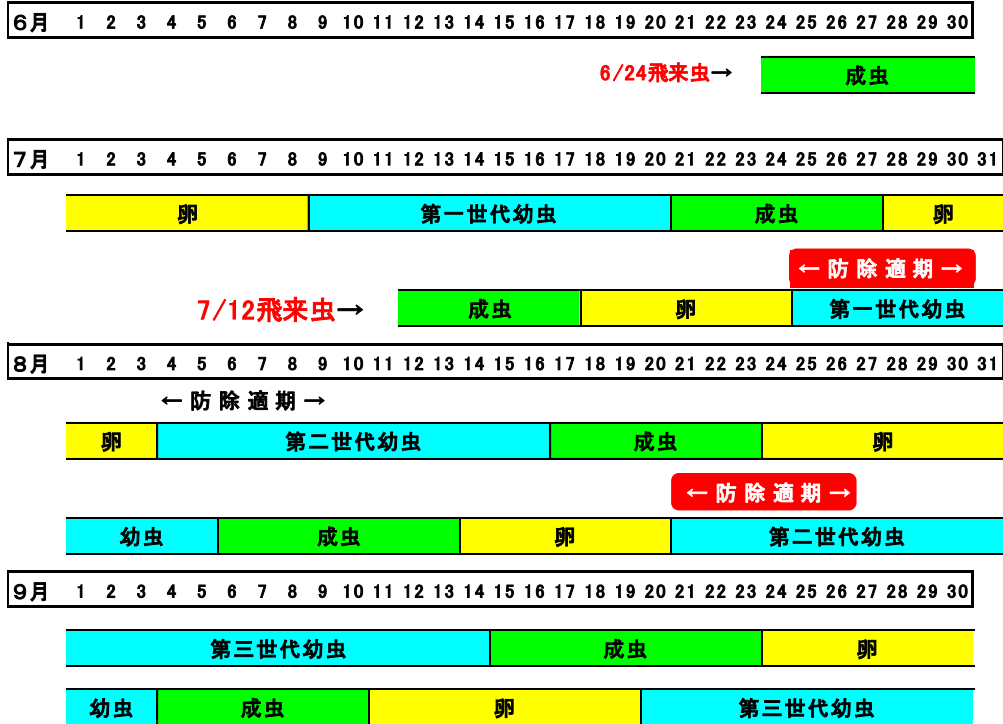 6月 1 2 3 4 5 6 7 8 9 10 11 12 13 14 15 16 17 18 19 20 21 22 23 24 25 26 27 28 29 30
6/24飛来虫→ 成虫
7月 1 2 3 4 5 6 7 8 9 10 11 12 13 14 15 16 17 18 19 20 21 22 23 24 25 26 27 28 29 30 31
卵 第一世代幼虫 成虫 卵
←防除適期→
7/12飛来虫→ 成虫 卵 第一世代幼虫
8月 1 2 3 4 5 6 7 8 9 10 11 12 13 14 15 16 17 18 19 20 21 22 23 24 25 26 27 28 29 30 31
←防除適期→
卵 第二世代幼虫 成虫 卵
←防除適期→
幼虫 成虫 卵 第二世代幼虫
9月 1 2 3 4 5 6 7 8 9 10 11 12 13 14 15 16 17 18 19 20 21 22 23 24 25 26 27 28 29 30
第三世代幼虫 成虫 卵
幼虫 成虫 卵 第三世代幼虫